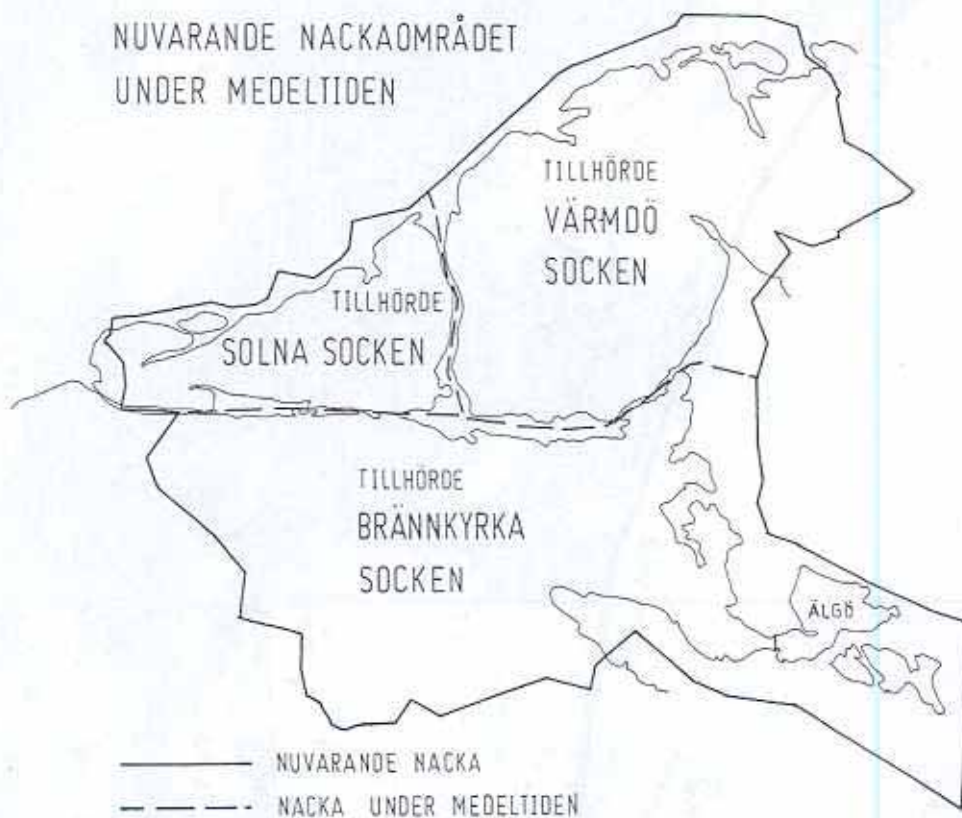 NUVARANDE NACKAOMRÅDET
UNDER MEDELTIDEN
TILLHÖRDE
VÄRMDÖ
SOCKEN
TILLHÖRDE
SOLNA SOCKEN
TILLHÖRDE
BRÄNNKYRKA
SOCKEN
ÄLGÖ
NUVARANDE NACKA
NACKA UNDER MEDELTIDEN